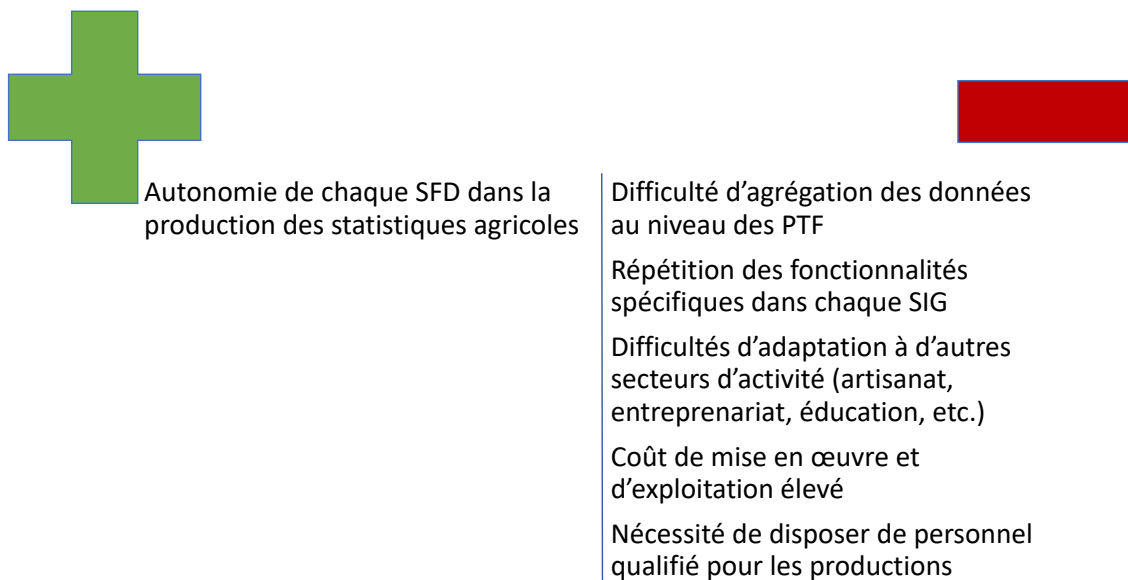 Autonomie de chaque SFD dans la
production des statistiques agricoles
Difficulté d’agrégation des données
au niveau des PTF
Répétition des fonctionnalités
spécifiques dans chaque SIG
Difficultés d’adaptation à d’autres
secteurs d’activité (artisanat,
entreprenariat, éducation, etc.)
Coût de mise en œuvre et
d’exploitation élevé
Nécessité de disposer de personnel
qualifié pour les productions